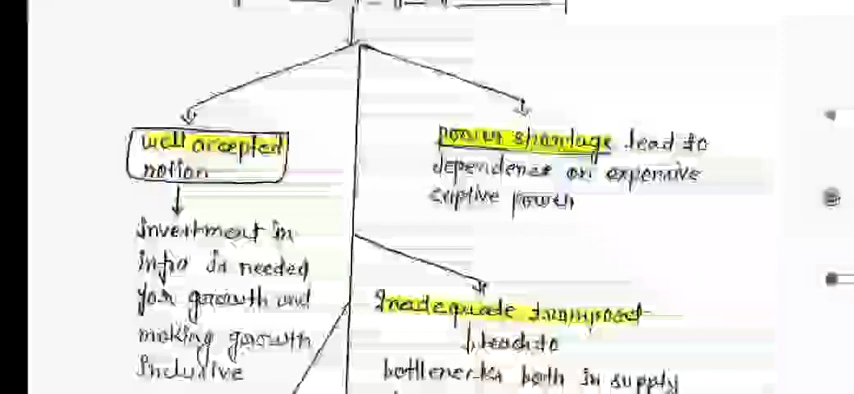 well accepted
notion
Investment in
infra is needed
for growth and
making growth
inclusive
power shortage lead to
dependence on expensive
captive power
Inadequate transport
leads to
bottlenecks both in supply